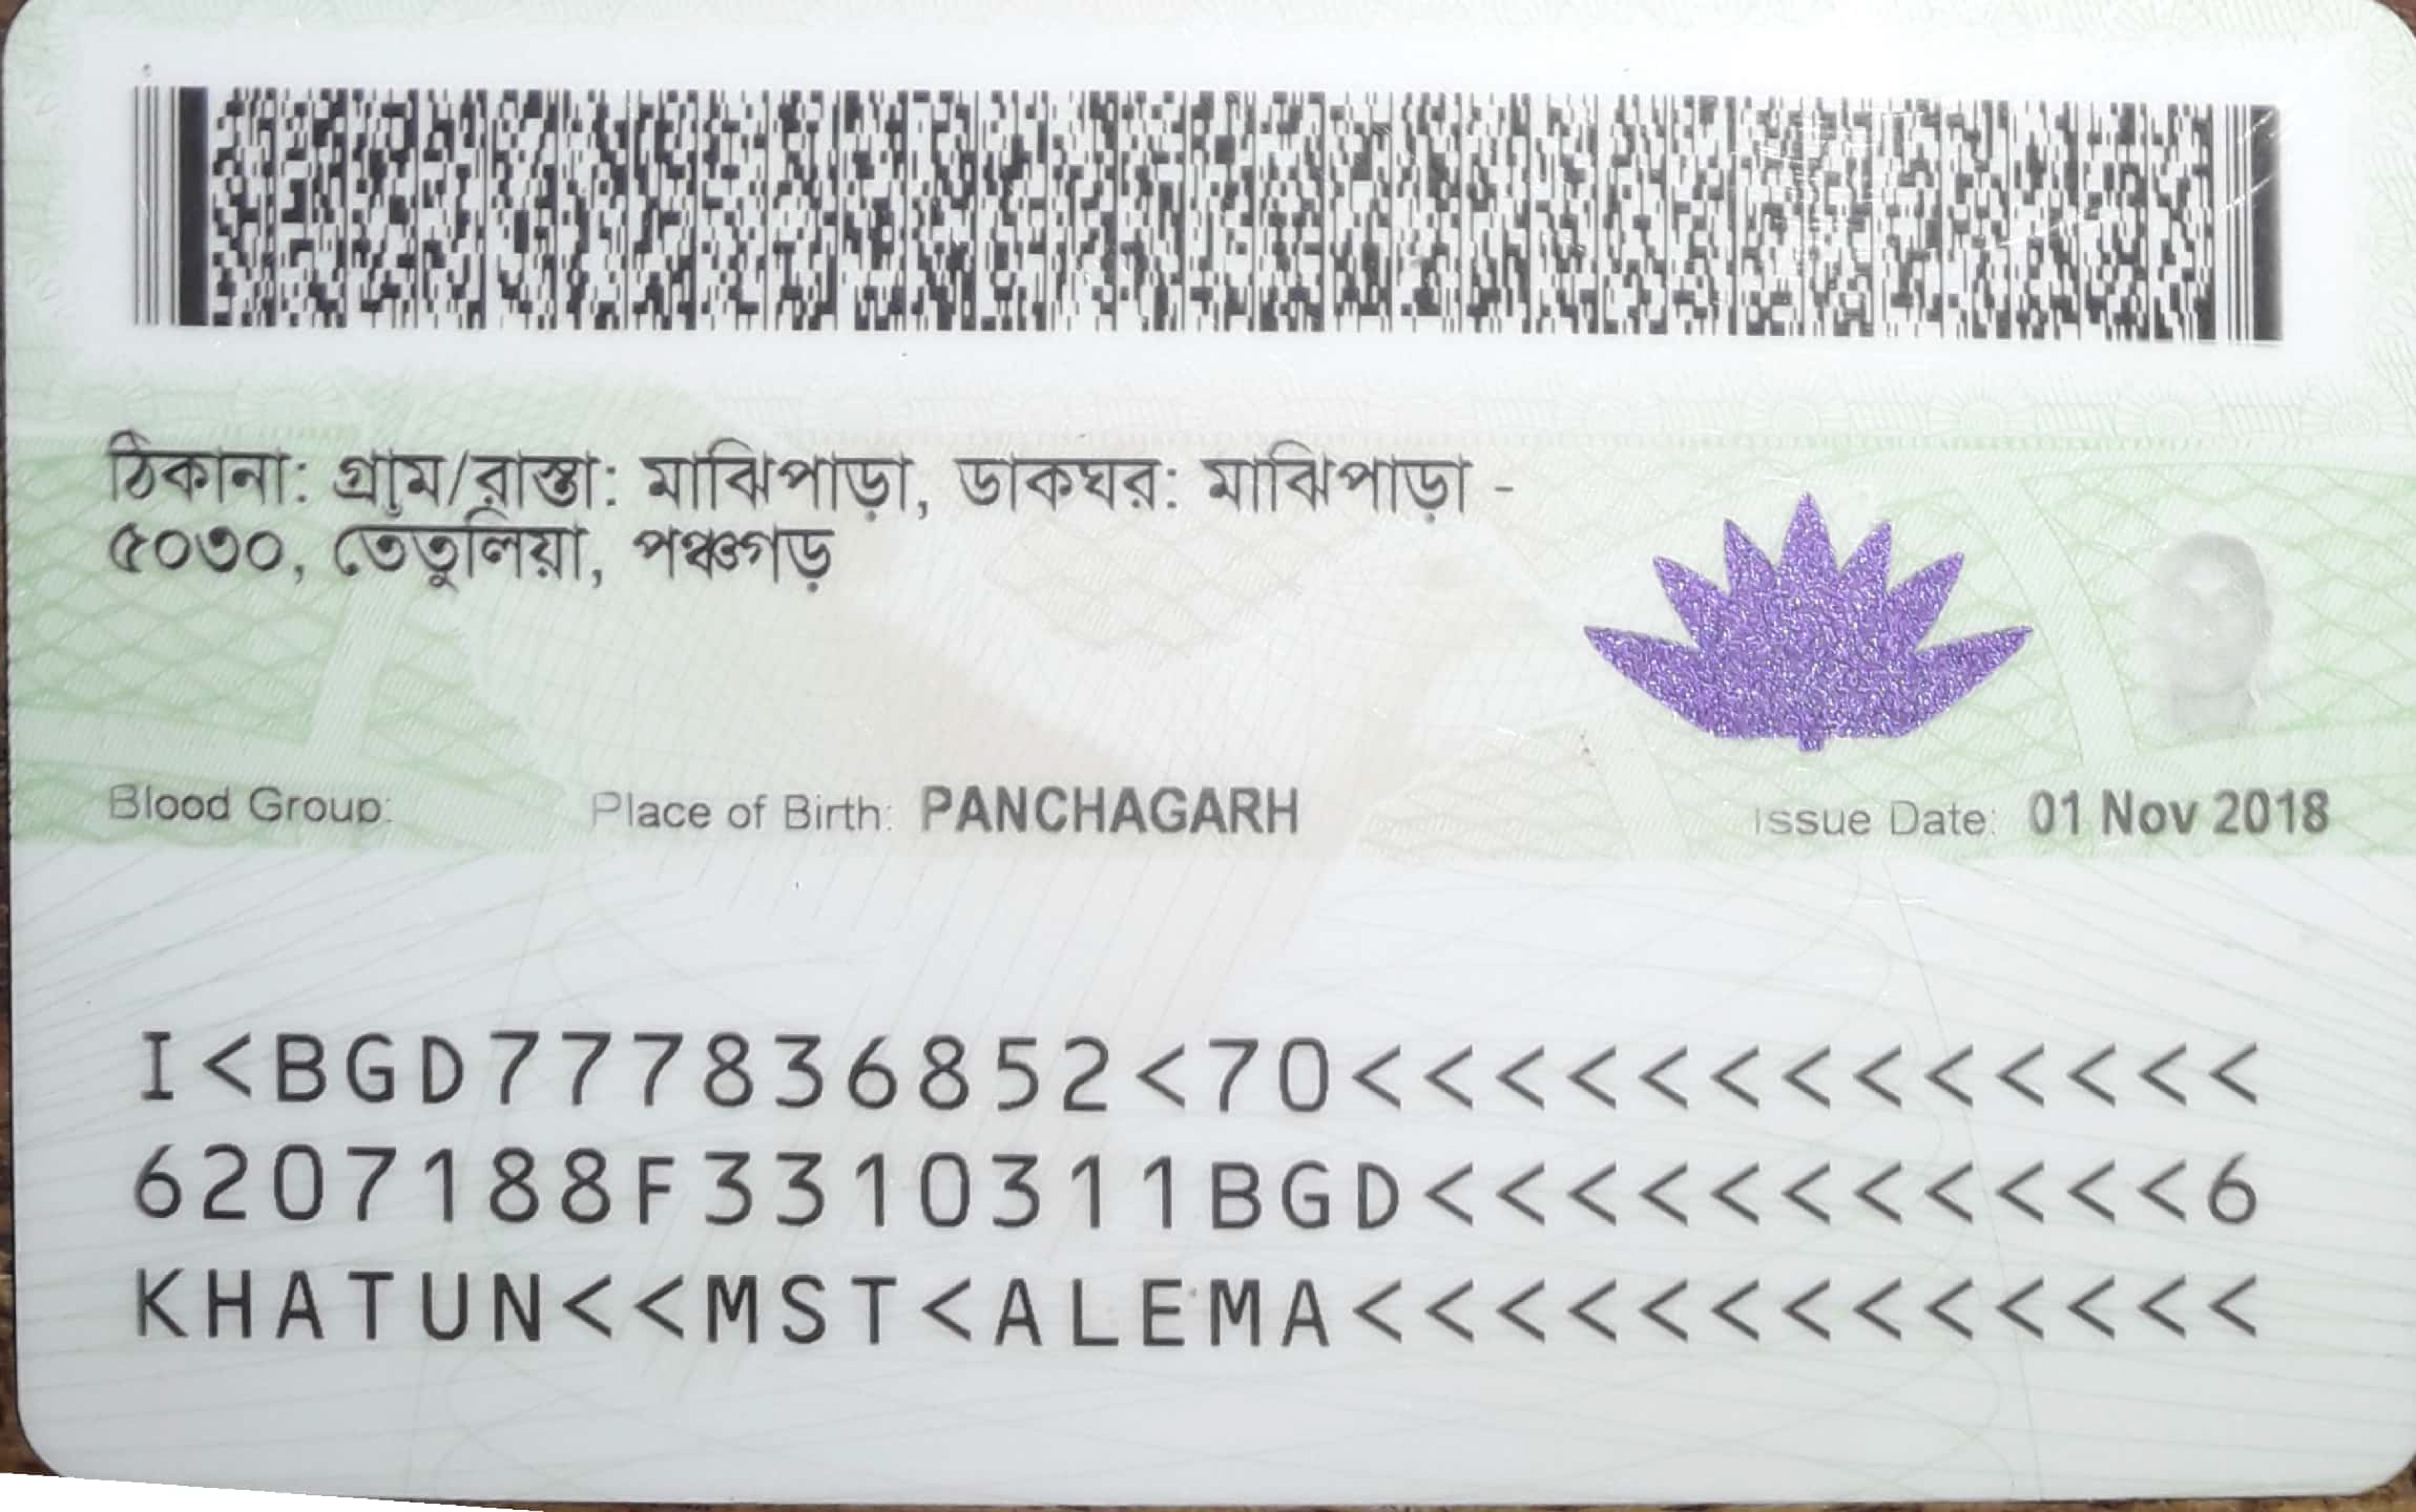 ঠিকানা: গ্রাম/রাস্তা: মাঝিপাড়া, ডাকঘর: মাঝিপাড়া -
৫০৩০, তেঁতুলিয়া, পঞ্চগড়
Blood Group: Place of Birth: PANCHAGARH Issue Date: 01 Nov 2018
I<BGD777836852<70<<<<<<<<<<<<<
6207188F3310311BGD<<<<<<<<<<<6
KHATUN<<MST<ALEMA<<<<<<<<<<<<<